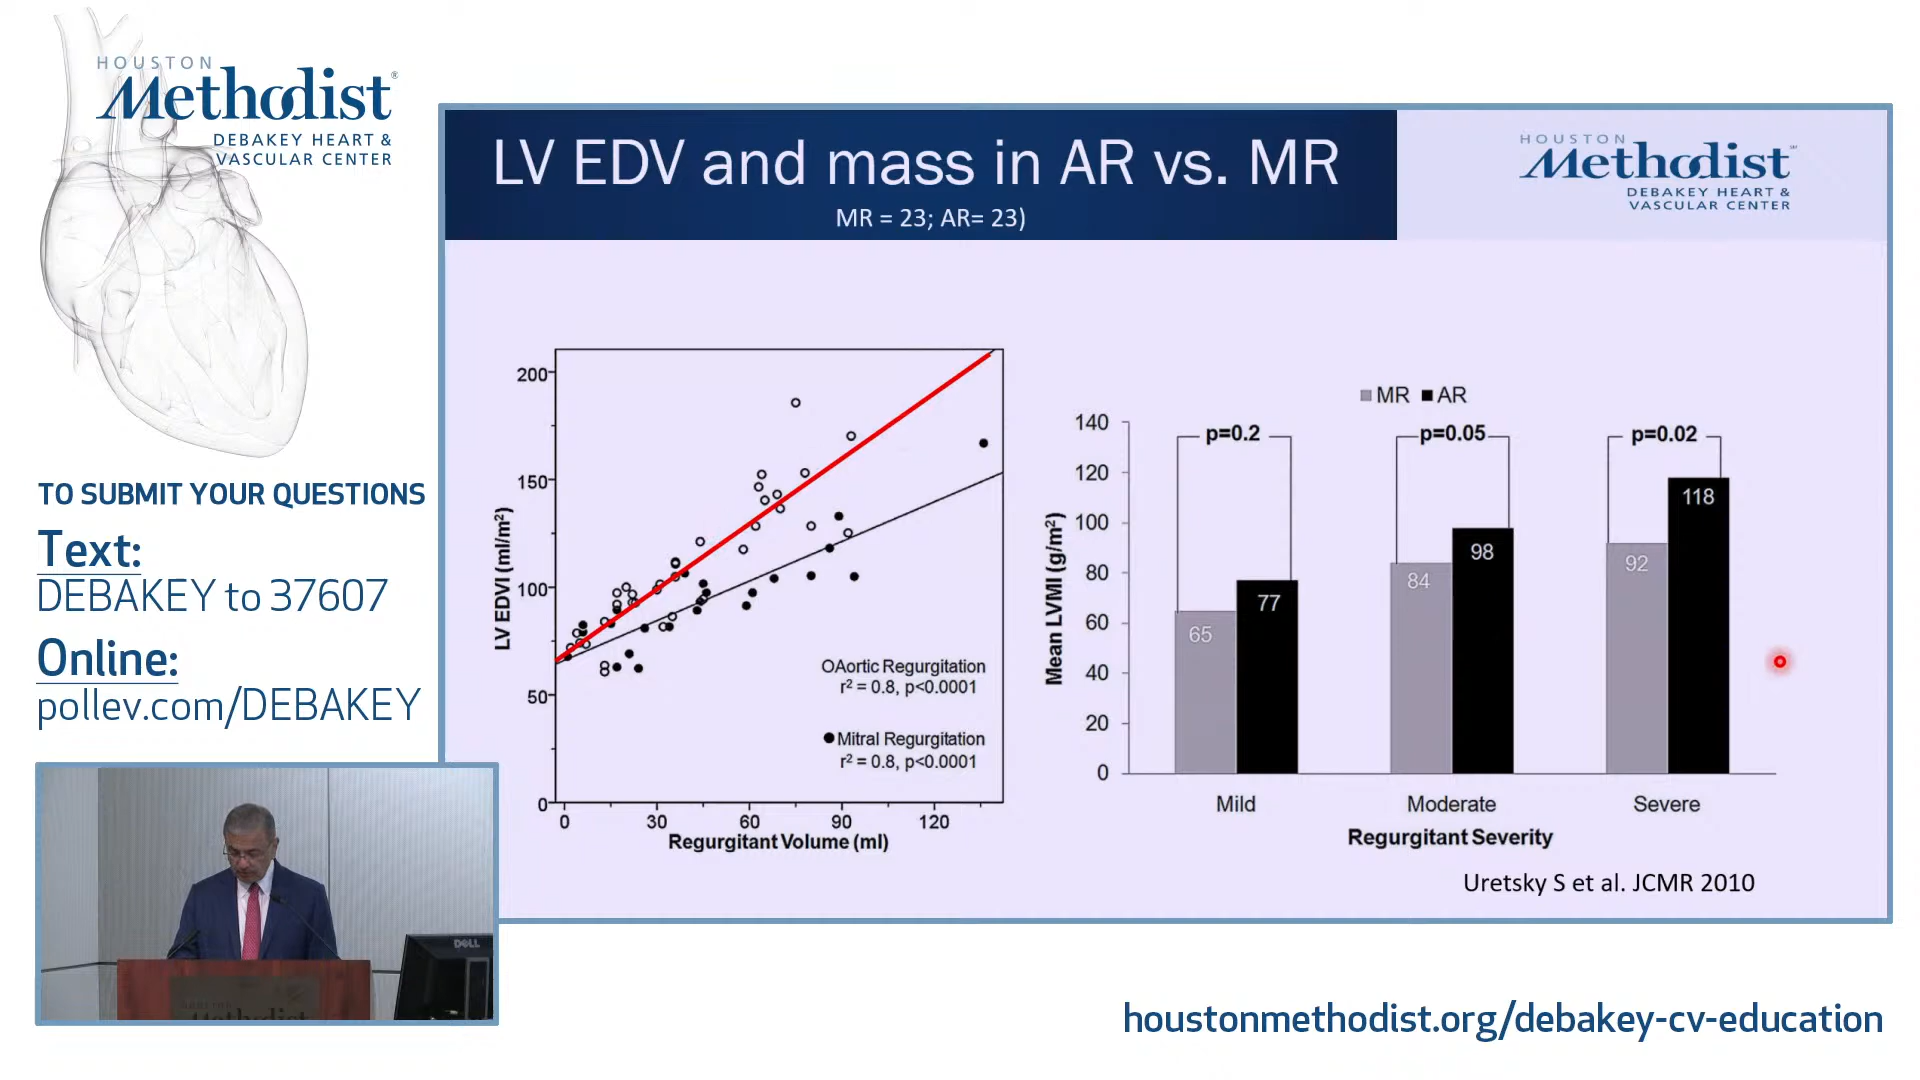 HOUSTON
Methodist®
DEBAKEY HEART &
VASCULAR CENTER
TO SUBMIT YOUR QUESTIONS
Text:
DEBAKEY to 37607
Online:
pollev.com/DEBAKEY
LV EDV and mass in AR vs. MR
MR = 23; AR= 23)
HOUSTON
Methodist
DEBAKEY HEART &
VASCULAR CENTER
LV EDVI (ml/m²)
200
150
100
50
0
0 30 60 90 120
Regurgitant Volume (ml)
Aortic Regurgitation
r² = 0.8, p<0.0001
Mitral Regurgitation
r² = 0.8, p<0.0001
MR AR
Mean LVMI (g/m²)
140
120
100
80
60
40
20
0
p=0.2 p=0.05 p=0.02
65 77 84 98 92 118
Mild Moderate Severe
Regurgitant Severity
Uretsky S et al. JCMR 2010
DELL
Methodist
houstonmethodist.org/debakey-cv-education